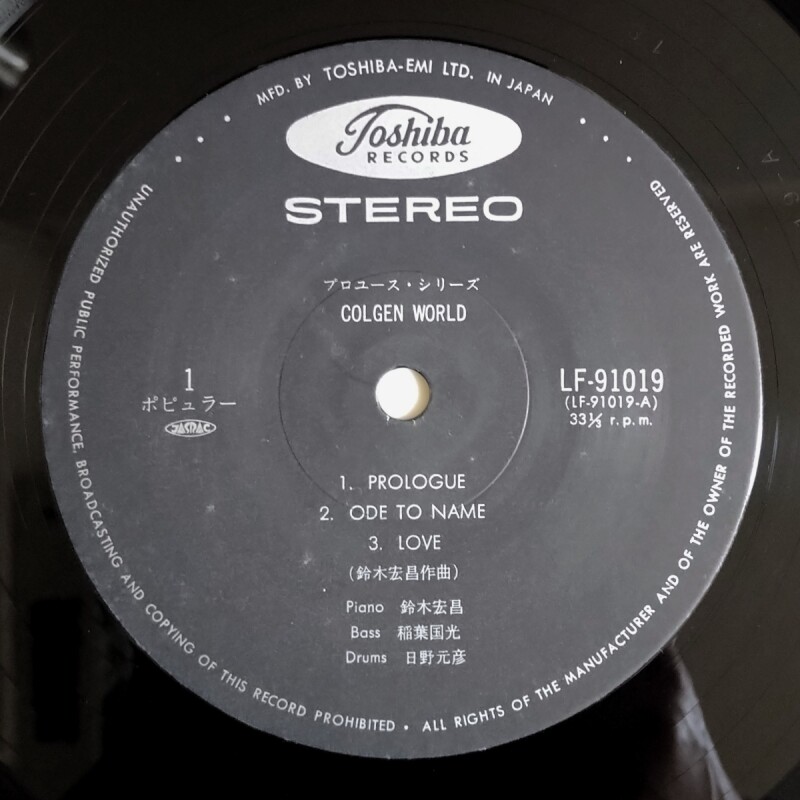 MFD. BY TOSHIBA-EMI LTD. IN JAPAN
Toshiba
RECORDS
STEREO
プロユース・シリーズ
COLGEN WORLD
1
ポピュラー
JASRAC
LF-91019
(LF-91019-A)
33⅓ r.p.m.
1. PROLOGUE
2. ODE TO NAME
3. LOVE
(鈴木宏昌作曲)
Piano 鈴木宏昌
Bass 稲葉国光
Drums 日野元彦
UNAUTHORIZED PUBLIC PERFORMANCE, BROADCASTING AND COPYING OF THIS RECORD PROHIBITED • ALL RIGHTS OF THE MANUFACTURER AND OF THE OWNER OF THE RECORDED WORK ARE RESERVED